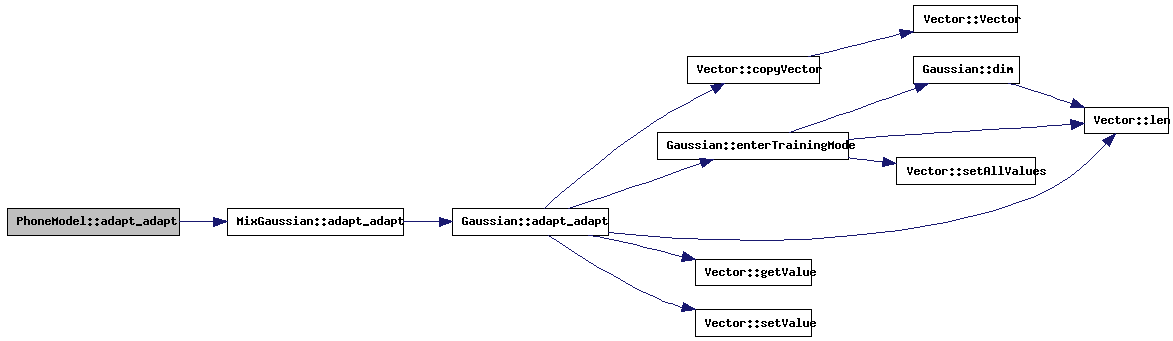 Vector::Vector
Vector::copyVector
Gaussian::dim
Vector::len
Gaussian::enterTrainingMode
Vector::setAllValues
PhoneModel::adapt_adapt
MixGaussian::adapt_adapt
Gaussian::adapt_adapt
Vector::getValue
Vector::setValue